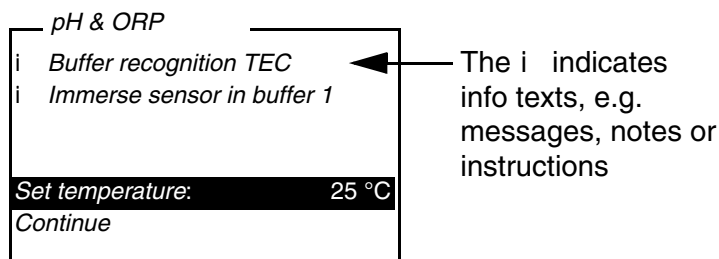 pH & ORP
i Buffer recognition TEC
i Immerse sensor in buffer 1
Set temperature: 25 °C
Continue
The i indicates
info texts, e.g.
messages, notes or
instructions